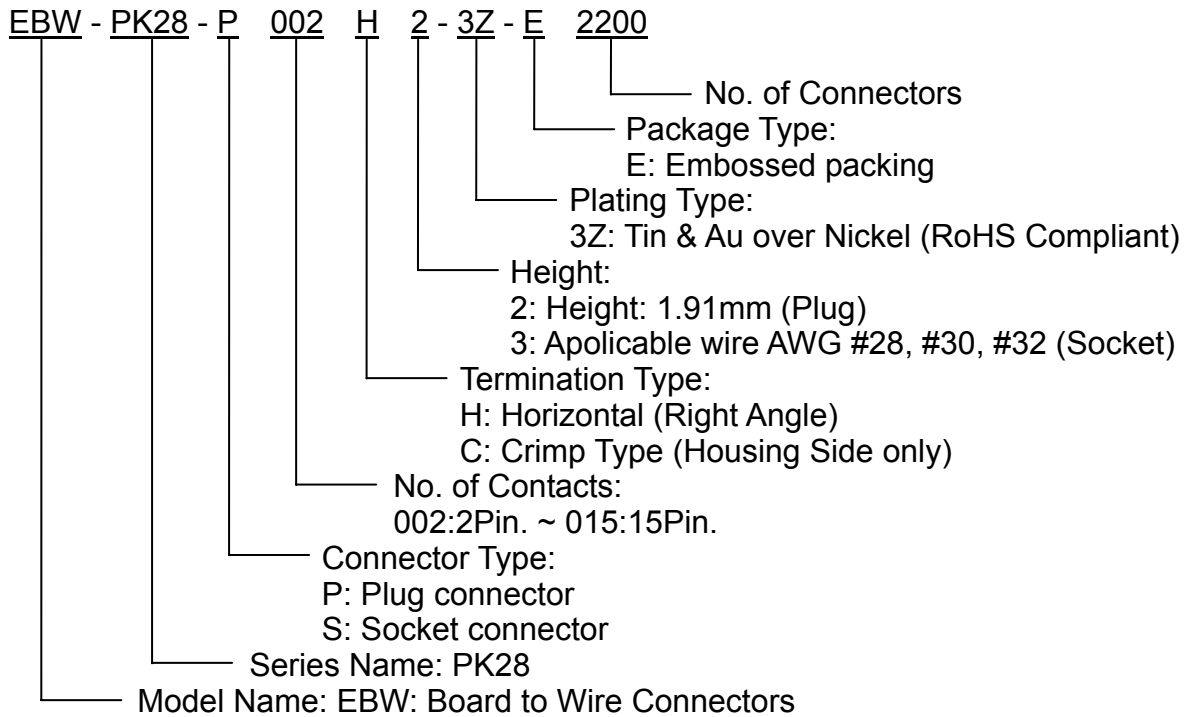 EBW - PK28 - P 002 H 2 - 3Z - E 2200
No. of Connectors
Package Type:
E: Embossed packing
Plating Type:
3Z: Tin & Au over Nickel (RoHS Compliant)
Height:
2: Height: 1.91mm (Plug)
3: Apolicable wire AWG #28, #30, #32 (Socket)
Termination Type:
H: Horizontal (Right Angle)
C: Crimp Type (Housing Side only)
No. of Contacts:
002:2Pin. ~ 015:15Pin.
Connector Type:
P: Plug connector
S: Socket connector
Series Name: PK28
Model Name: EBW: Board to Wire Connectors